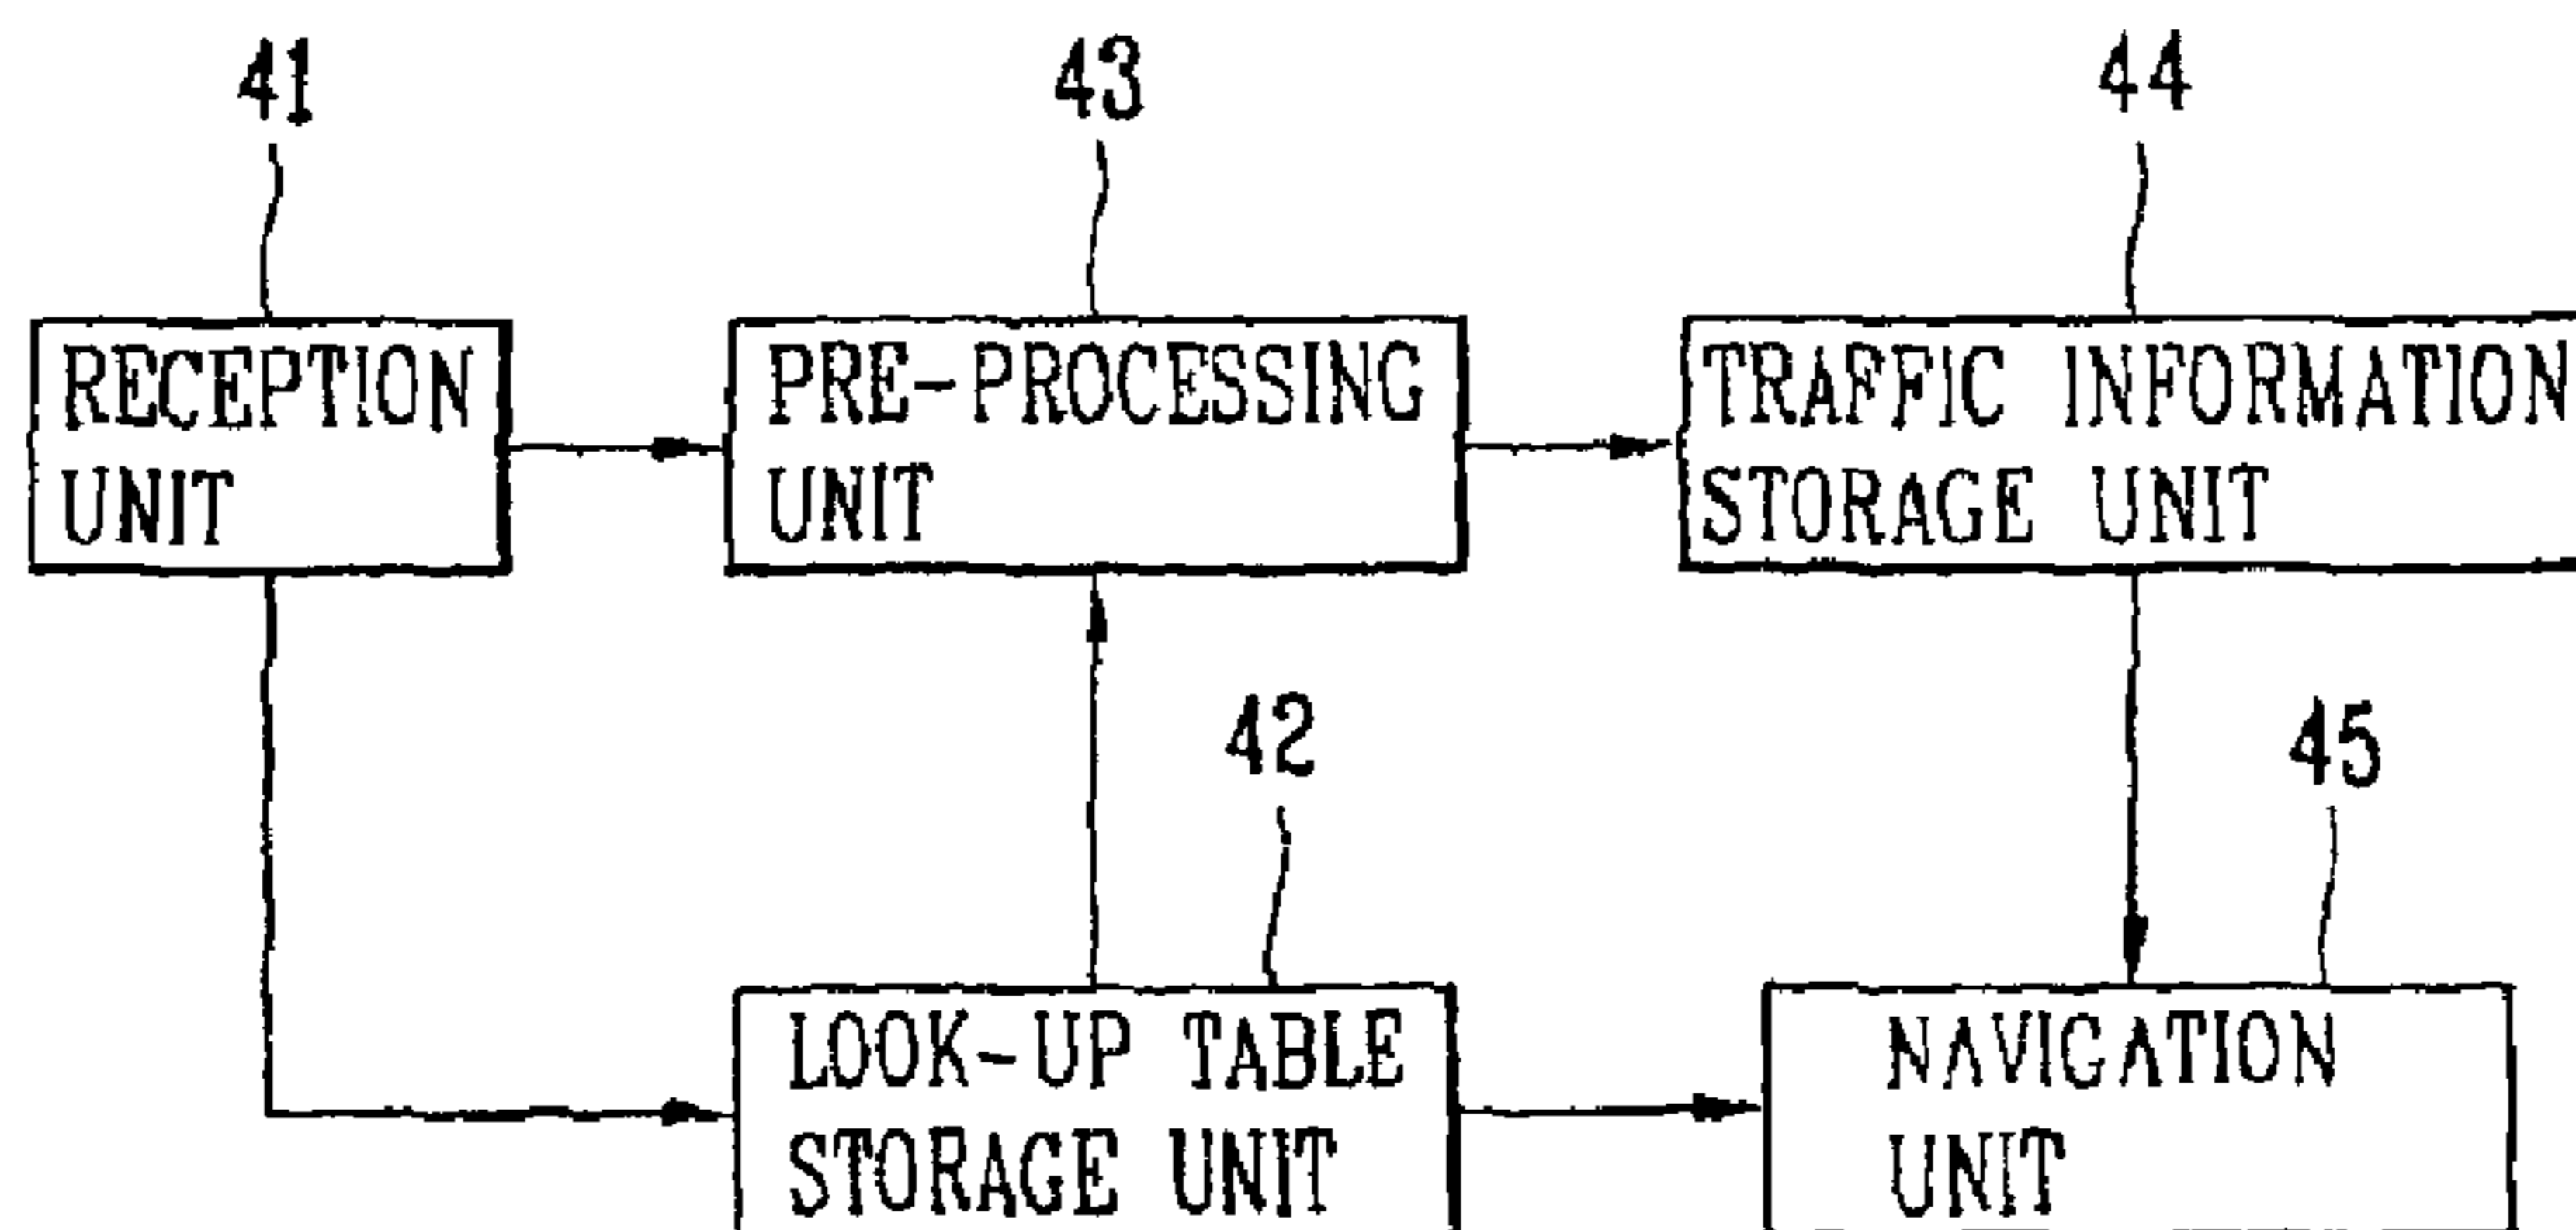 41
43
44
RECEPTION
UNIT
PRE-PROCESSING
UNIT
TRAFFIC INFORMATION
STORAGE UNIT
42
45
LOOK-UP TABLE
STORAGE UNIT
NAVIGATION
UNIT